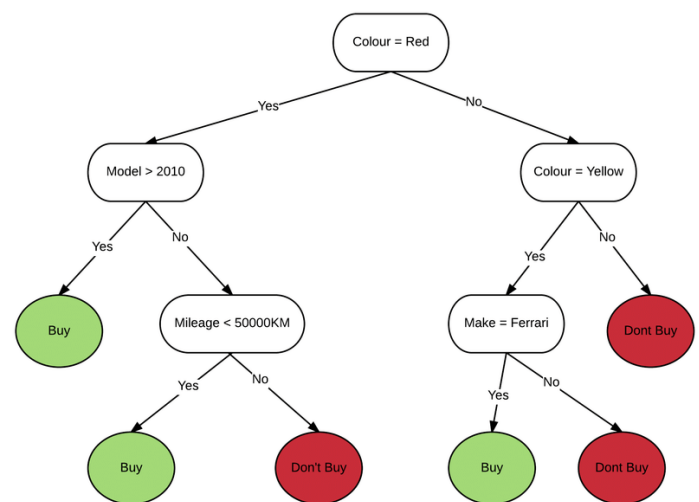 Colour = Red
Yes
No
Model > 2010
Colour = Yellow
Yes
No
Yes
No
Buy
Mileage < 50000KM
Make = Ferrari
Dont Buy
Yes
No
Yes
No
Buy
Don't Buy
Buy
Dont Buy